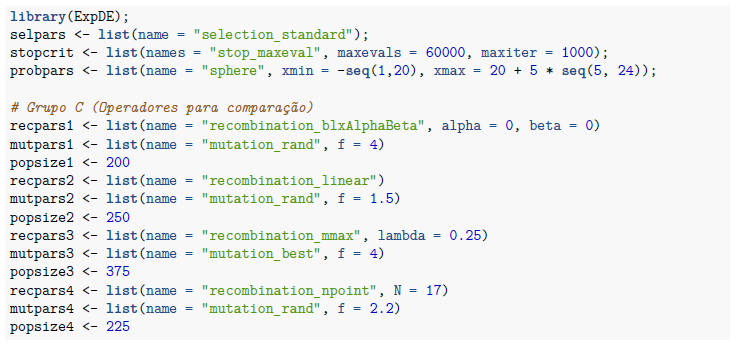 library(ExpDE);
selpars <- list(name = "selection_standard");
stopcrit <- list(names = "stop_maxeval", maxevals = 60000, maxiter = 1000);
probpars <- list(name = "sphere", xmin = -seq(1,20), xmax = 20 + 5 * seq(5, 24));
# Grupo C (Operadores para comparação)
recpars1 <- list(name = "recombination_blxAlphaBeta", alpha = 0, beta = 0)
mutpars1 <- list(name = "mutation_rand", f = 4)
popsize1 <- 200
recpars2 <- list(name = "recombination_linear")
mutpars2 <- list(name = "mutation_rand", f = 1.5)
popsize2 <- 250
recpars3 <- list(name = "recombination_mmax", lambda = 0.25)
mutpars3 <- list(name = "mutation_best", f = 4)
popsize3 <- 375
recpars4 <- list(name = "recombination_npoint", N = 17)
mutpars4 <- list(name = "mutation_rand", f = 2.2)
popsize4 <- 225